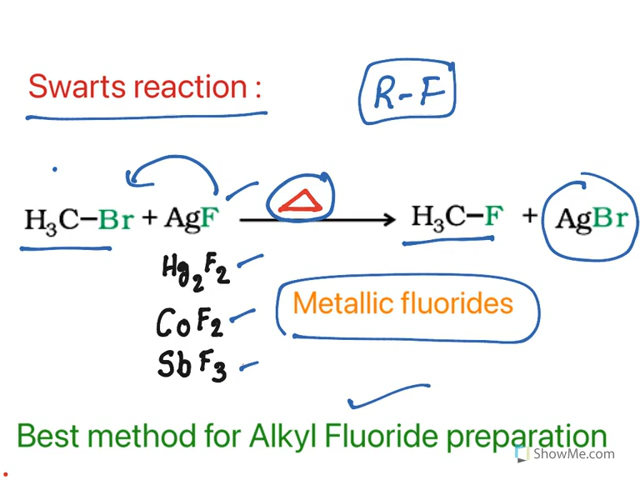 Swarts reaction :
R-F
H₃C-Br + AgF → H₃C-F + AgBr
Hg₂F₂
CoF₂
SbF₃
Metallic fluorides
Best method for Alkyl Fluoride preparation
ShowMe.com